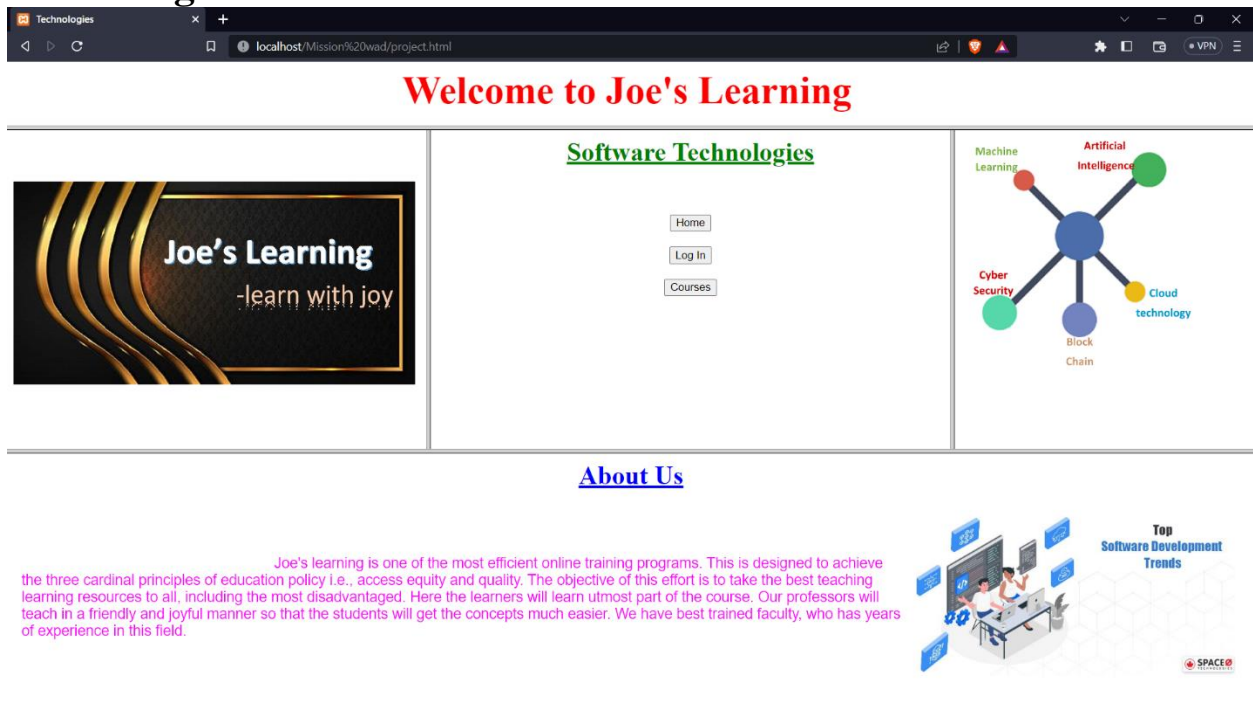 Technologies
localhost/Mission%20wad/project.html
VPN
Welcome to Joe's Learning
Joe's Learning
-learn with joy
Software Technologies
Home
Log In
Courses
Machine
Learning
Artificial
Intelligence
Cyber
Security
Cloud
technology
Block
Chain
About Us
Joe's learning is one of the most efficient online training programs. This is designed to achieve
the three cardinal principles of education policy i.e., access equity and quality. The objective of this effort is to take the best teaching
learning resources to all, including the most disadvantaged. Here the learners will learn utmost part of the course. Our professors will
teach in a friendly and joyful manner so that the students will get the concepts much easier. We have best trained faculty, who has years
of experience in this field.
Top
Software Development
Trends
SPACEØ